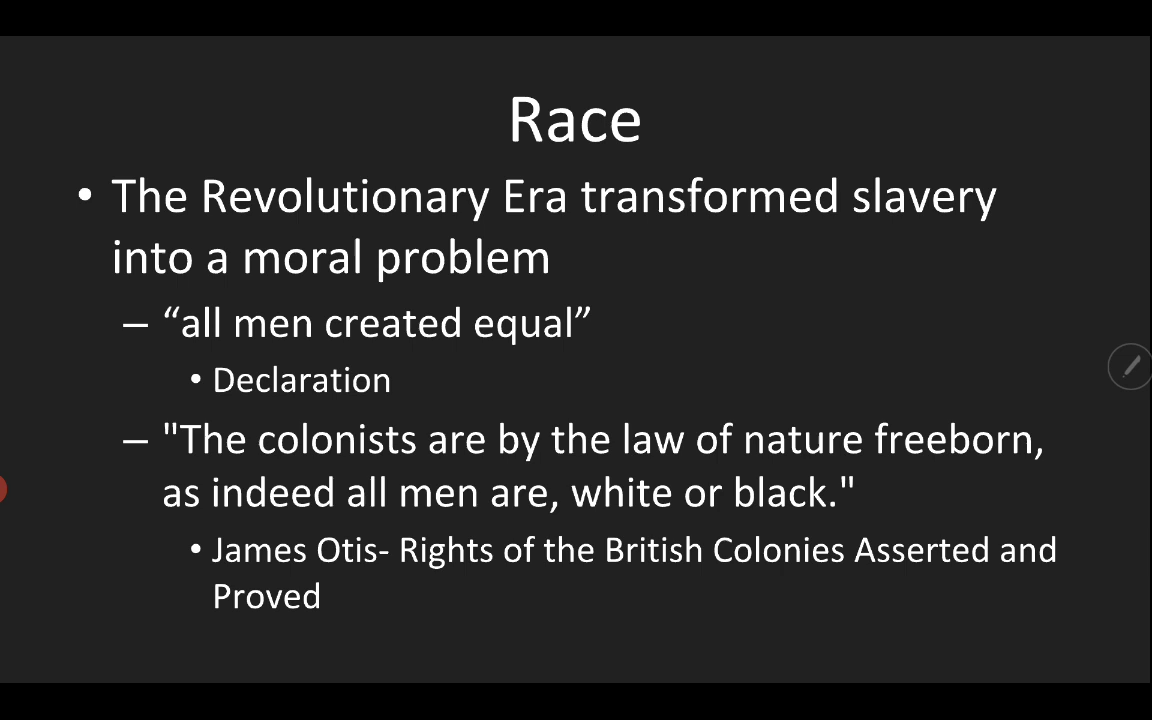 Race
• The Revolutionary Era transformed slavery
into a moral problem
– “all men created equal”
• Declaration
– "The colonists are by the law of nature freeborn,
as indeed all men are, white or black."
• James Otis- Rights of the British Colonies Asserted and
Proved